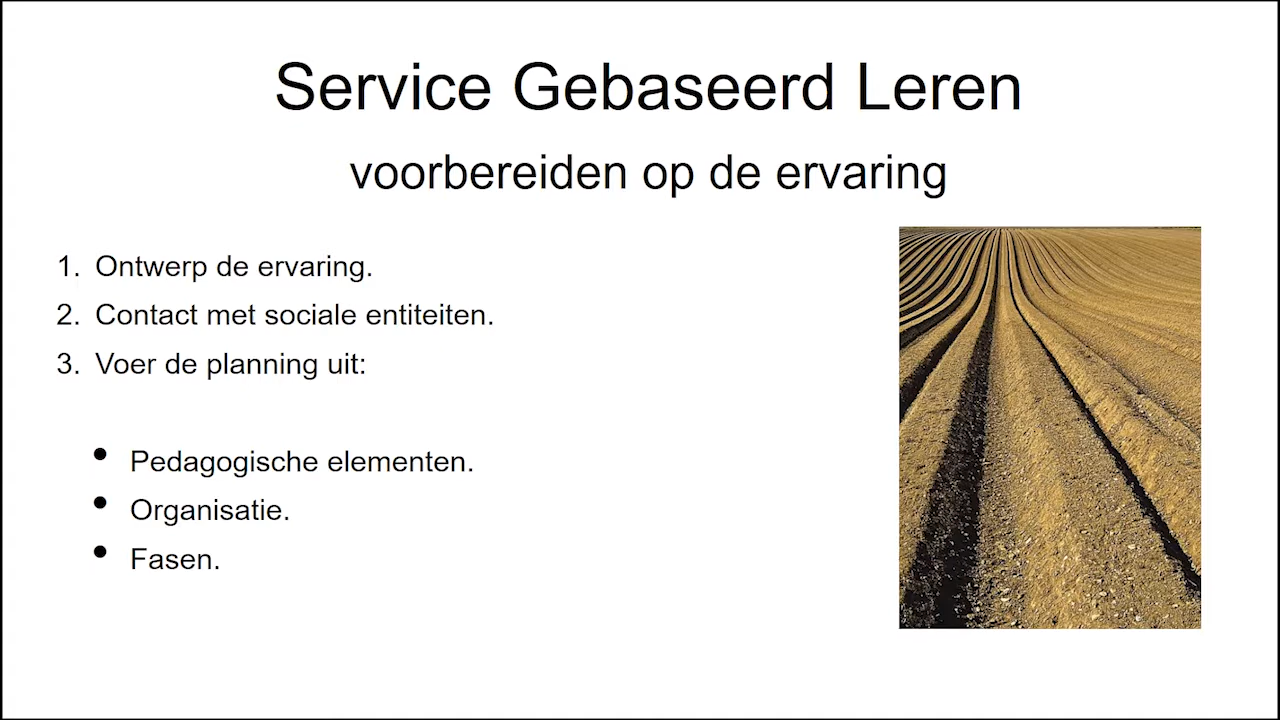 Service Gebaseerd Leren
voorbereiden op de ervaring
1. Ontwerp de ervaring.
2. Contact met sociale entiteiten.
3. Voer de planning uit:
• Pedagogische elementen.
• Organisatie.
• Fasen.